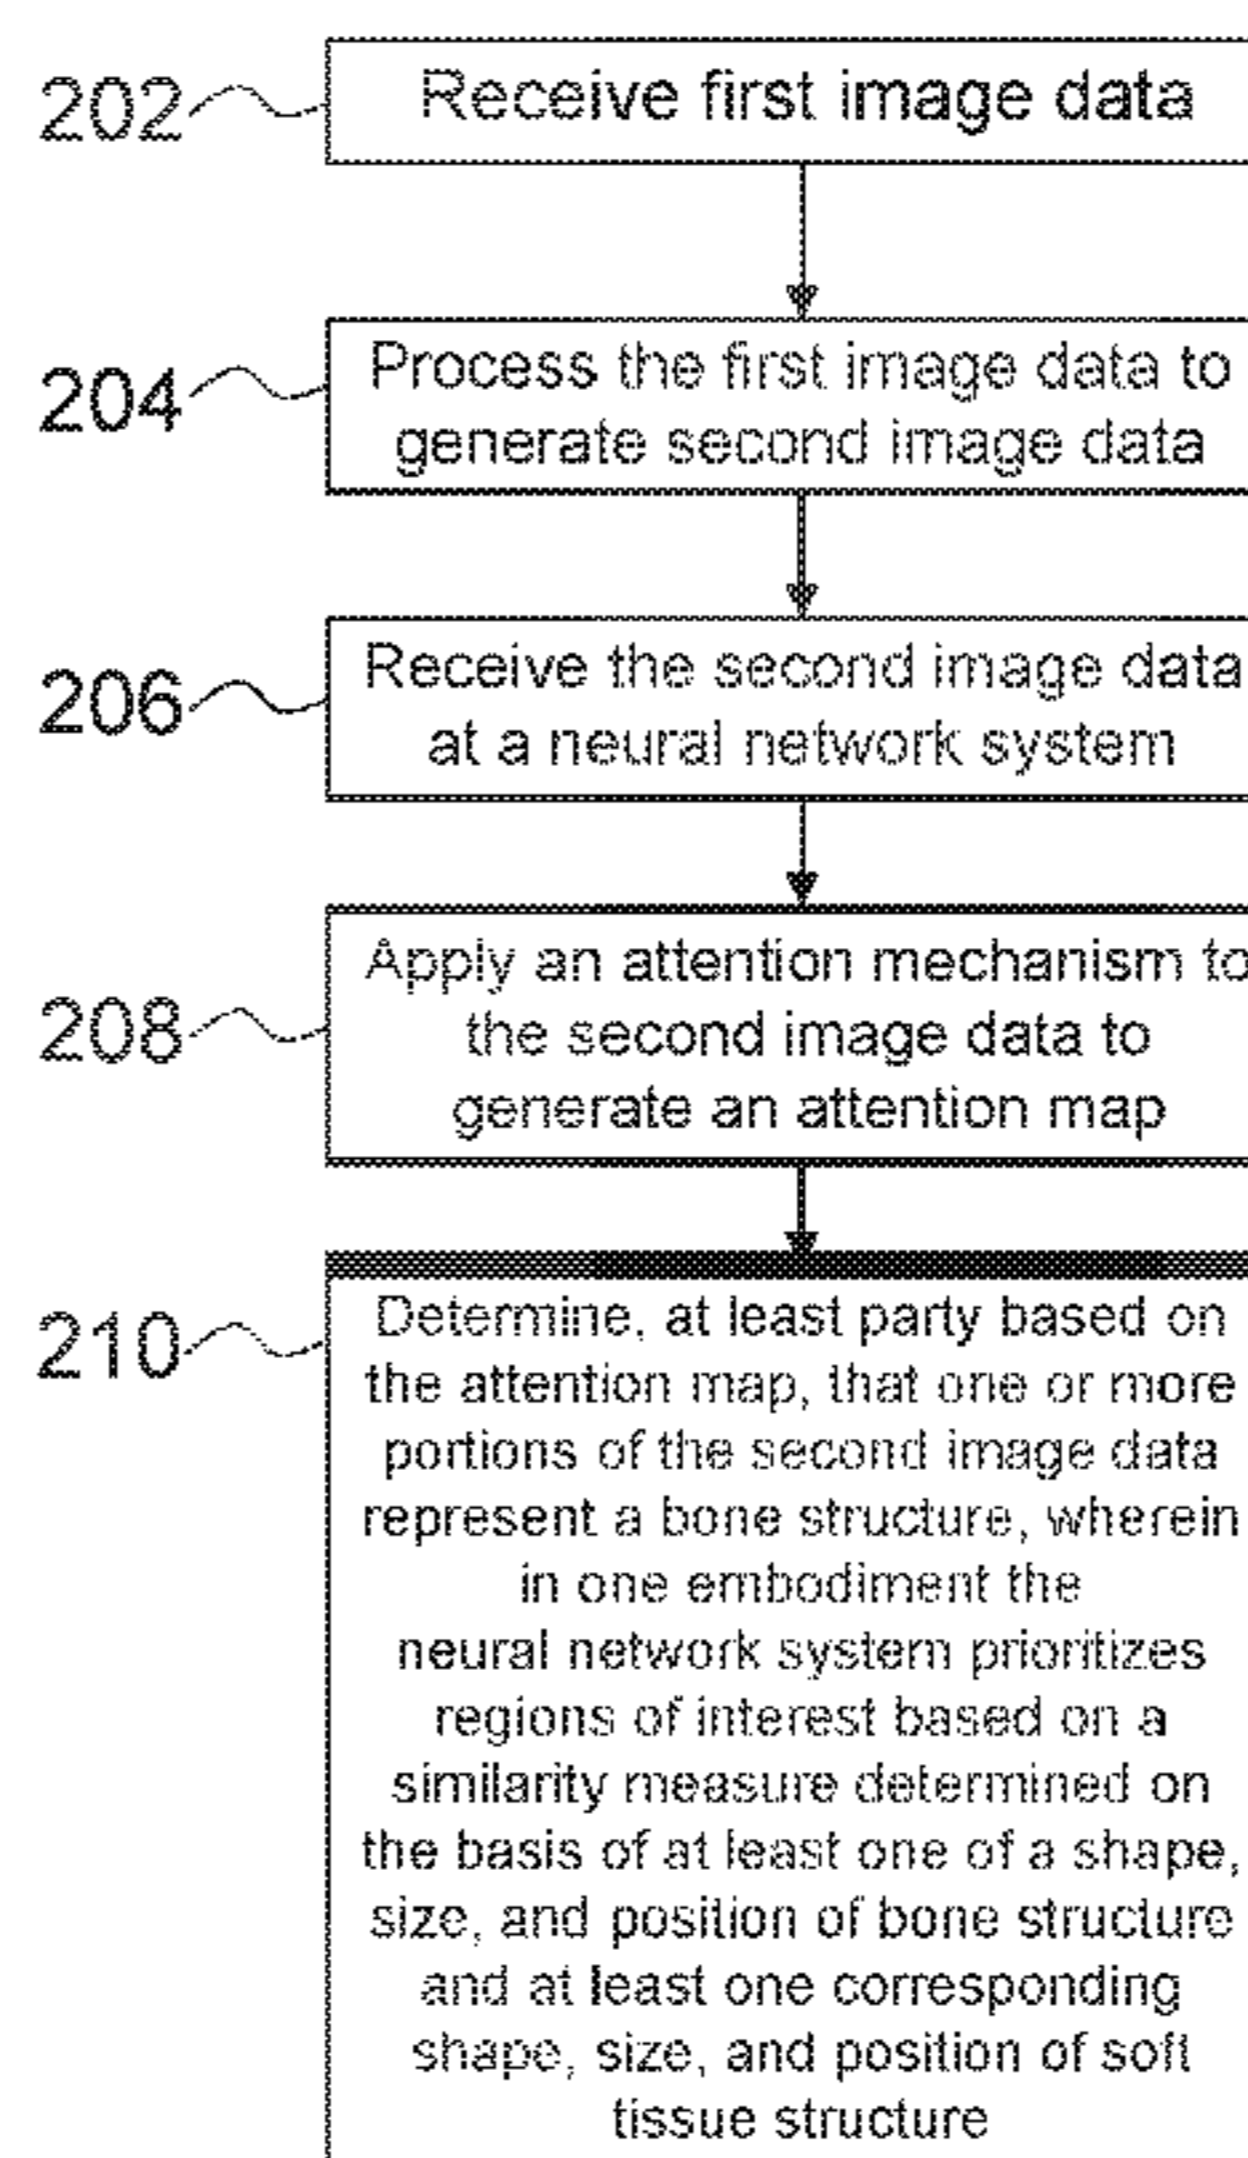 202 Receive first image data
204 Process the first image data to
generate second image data
206 Receive the second image data
at a neural network system
208 Apply an attention mechanism to
the second image data to
generate an attention map
210 Determine, at least party based on
the attention map, that one or more
portions of the second image data
represent a bone structure, wherein
in one embodiment the
neural network system prioritizes
regions of interest based on a
similarity measure determined on
the basis of at least one of a shape,
size, and position of bone structure
and at least one corresponding
shape, size, and position of soft
tissue structure